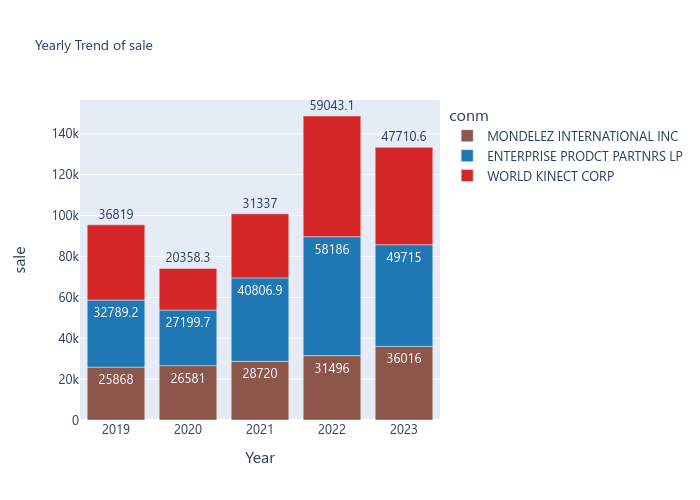 Yearly Trend of sale
conm
MONDELEZ INTERNATIONAL INC
ENTERPRISE PRODCT PARTNRS LP
WORLD KINECT CORP
59043.1
47710.6
36819
31337
20358.3
58186
49715
40806.9
32789.2
27199.7
36016
31496
28720
26581
25868
140k
120k
100k
80k
60k
40k
20k
0
sale
2019 2020 2021 2022 2023
Year